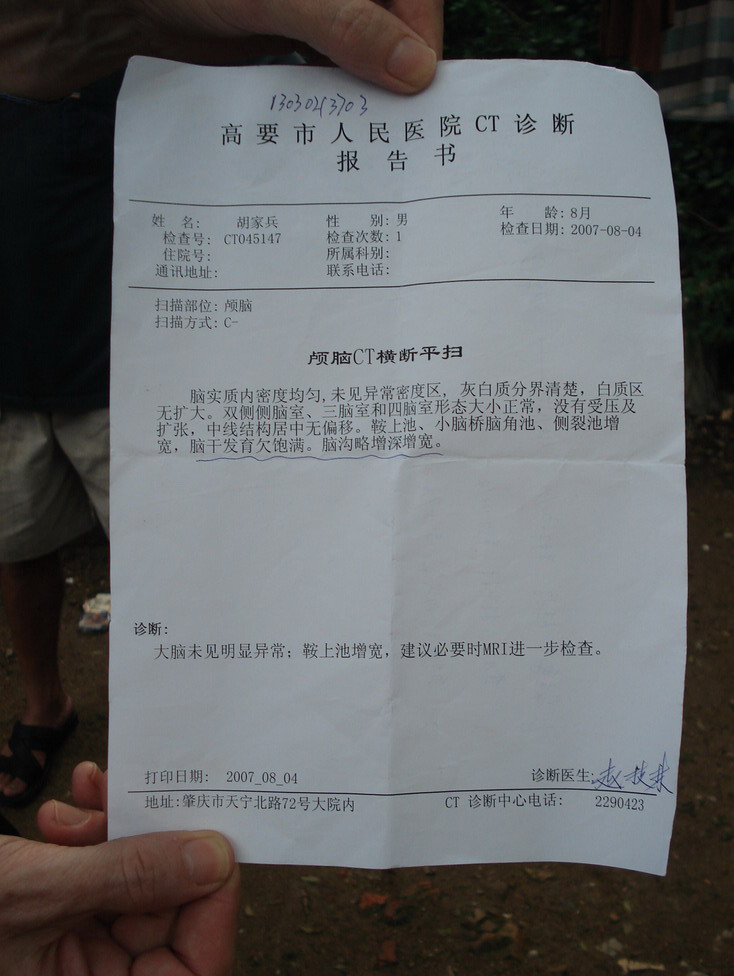 1303023703
高要市人民医院CT诊断
报告书
姓 名: 胡家兵 性 别:男 年 龄:8月
检查号: CT045147 检查次数:1 检查日期:2007-08-04
住院号: 所属科别:
通讯地址: 联系电话:
扫描部位:颅脑
扫描方式:C-
颅脑CT横断平扫
脑实质内密度均匀,未见异常密度区, 灰白质分界清楚，白质区
无扩大。双侧侧脑室、三脑室和四脑室形态大小正常，没有受压及
扩张，中线结构居中无偏移。鞍上池、小脑桥脑角池、侧裂池增
宽，脑干发育欠饱满。脑沟略增深增宽。
诊断:
大脑未见明显异常；鞍上池增宽，建议必要时MRI进一步检查。
打印日期: 2007_08_04 诊断医生:
地址:肇庆市天宁北路72号大院内 CT 诊断中心电话: 2290423